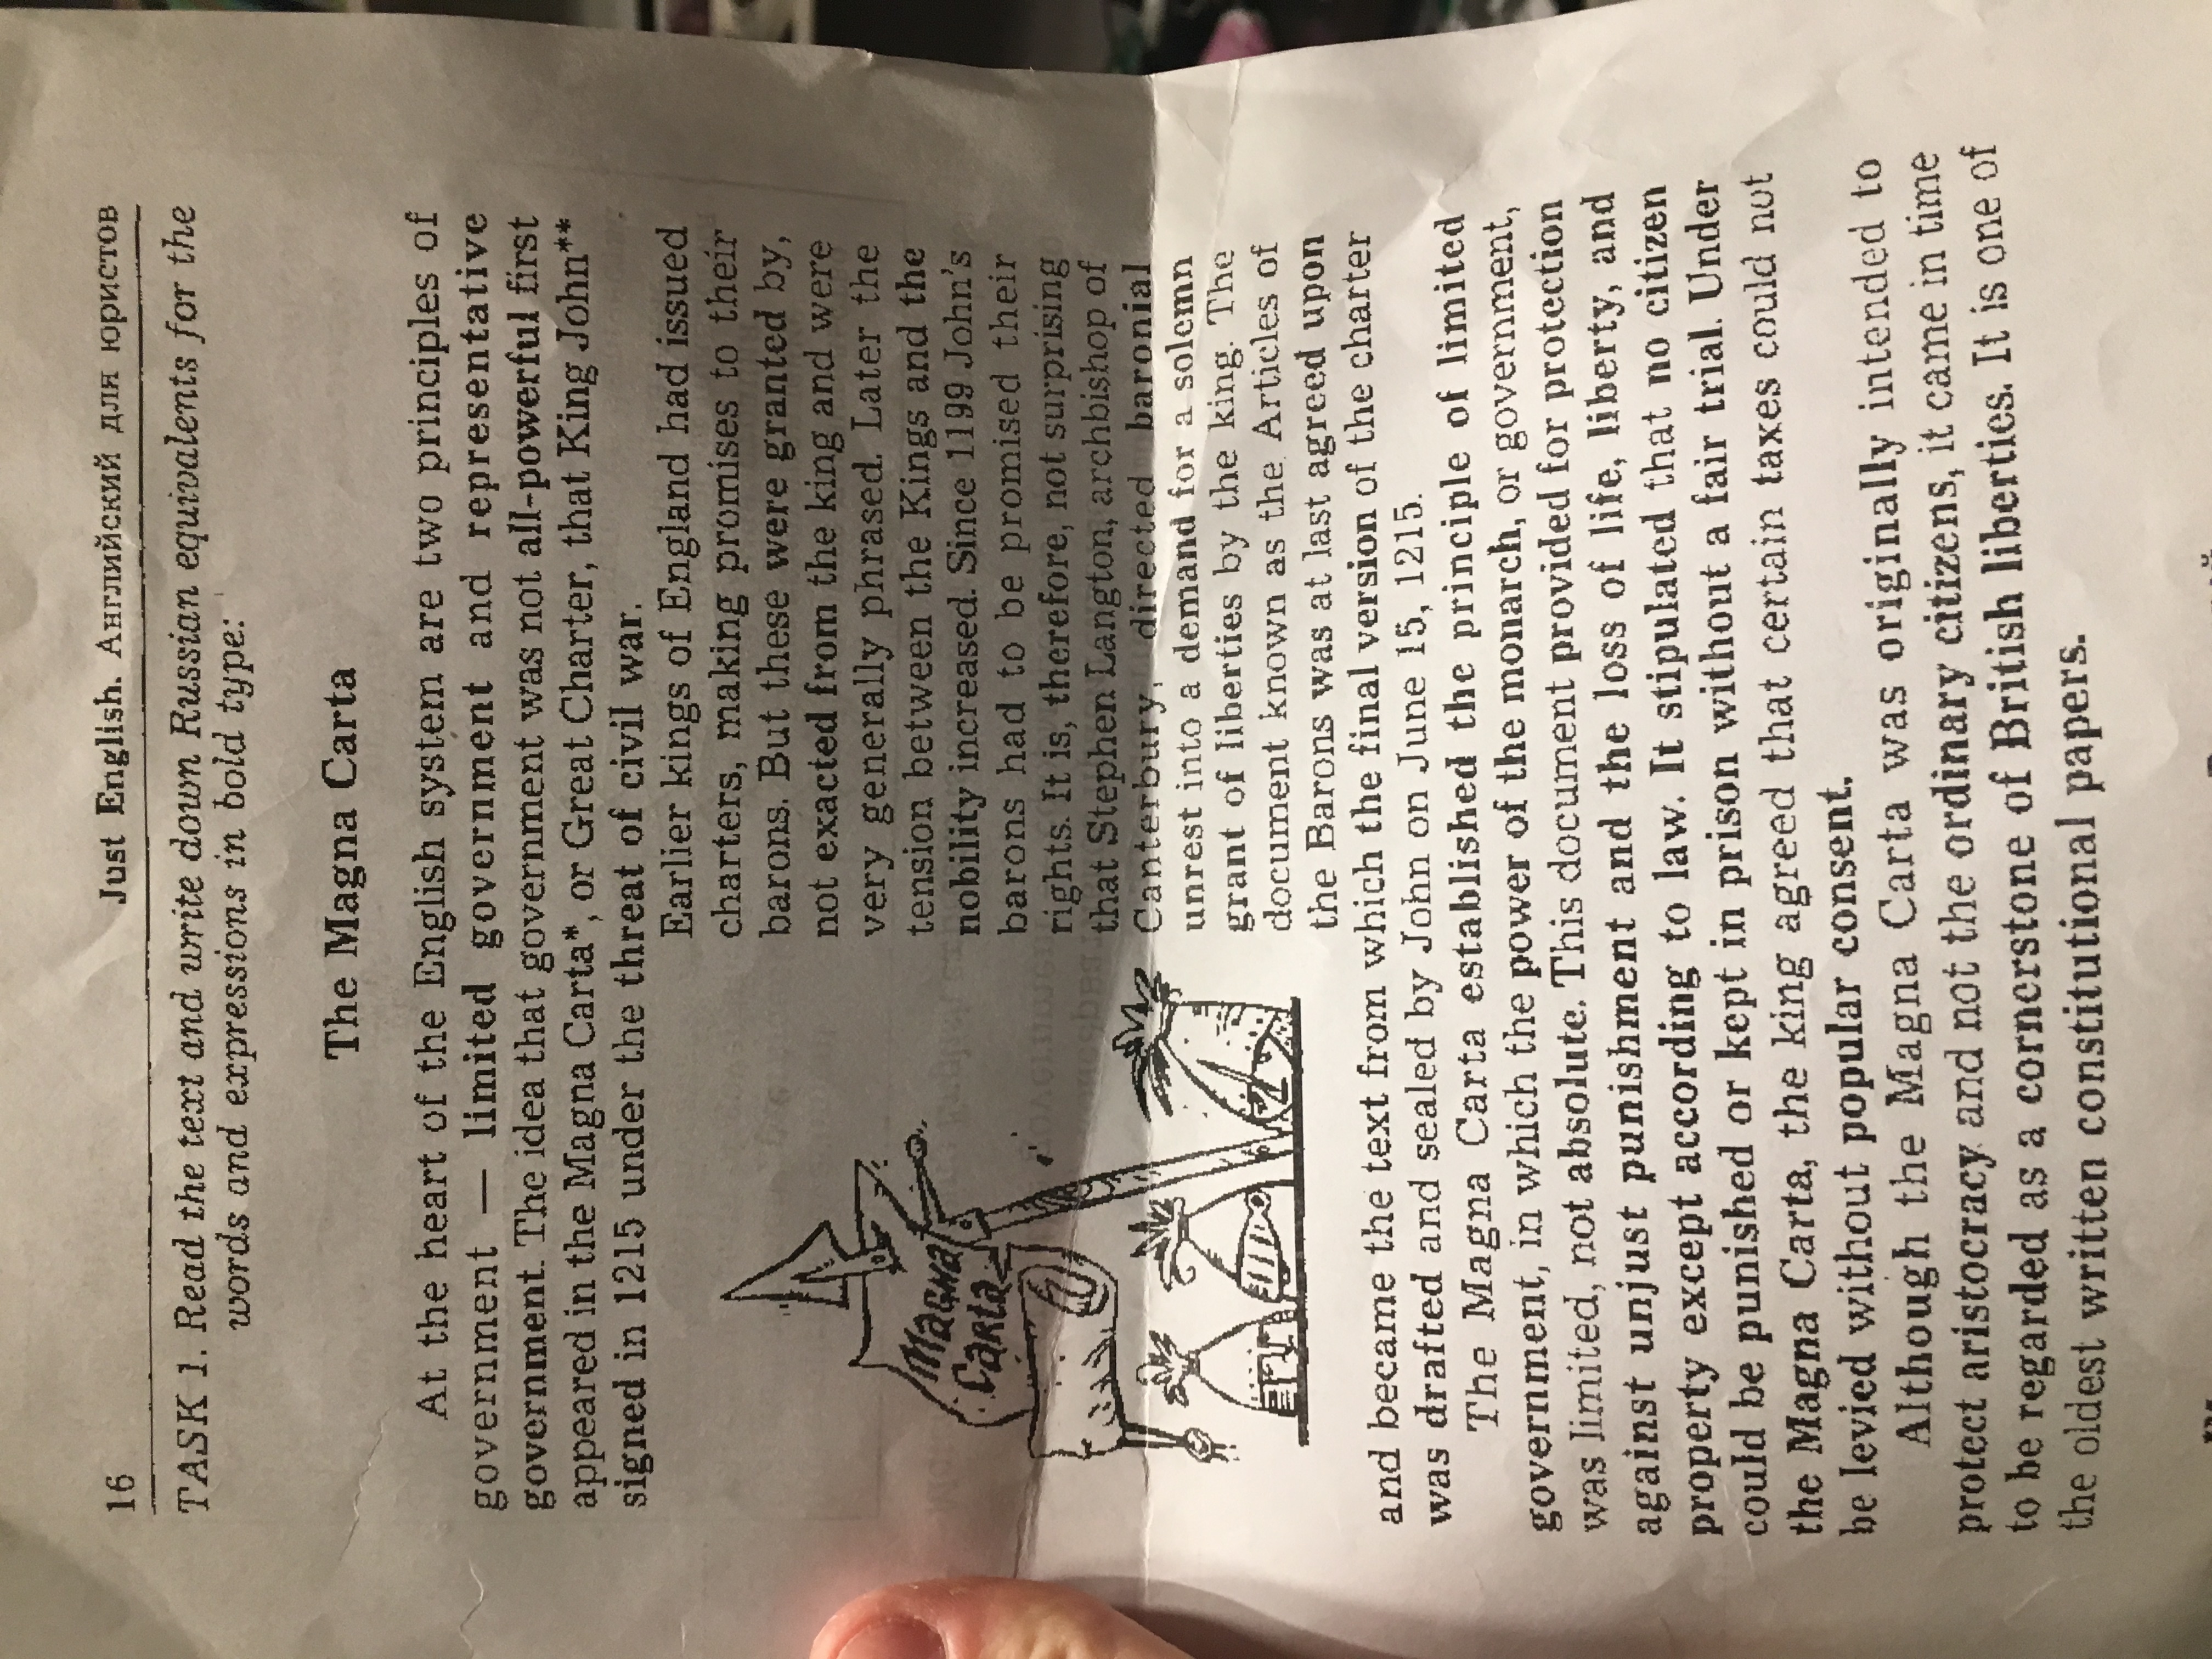 16
Just English. Английский для юристов
TASK 1. Read the text and write down Russian equivalents for the
words and expressions in bold type:
The Magna Carta
At the heart of the English system are two principles of
government — limited government and representative
government. The idea that government was not all-powerful first
appeared in the Magna Carta*, or Great Charter, that King John**
signed in 1215 under the threat of civil war.
Earlier kings of England had issued
charters, making promises to their
barons. But these were granted by,
not exacted from the king and were
very generally phrased. Later the
tension between the Kings and the
nobility increased. Since 1199 John's
barons had to be promised their
rights. It is, therefore, not surprising
that Stephen Langton, archbishop of
Canterbury, directed baronial
unrest into a demand for a solemn
grant of liberties by the king. The
document known as the Articles of
the Barons was at last agreed upon
Magna
Carta
and became the text from which the final version of the charter
was drafted and sealed by John on June 15, 1215.
The Magna Carta established the principle of limited
government, in which the power of the monarch, or government,
was limited, not absolute. This document provided for protection
against unjust punishment and the loss of life, liberty, and
property except according to law. It stipulated that no citizen
could be punished or kept in prison without a fair trial. Under
the Magna Carta, the king agreed that certain taxes could not
be levied without popular consent.
Although the Magna Carta was originally intended to
protect aristocracy and not the ordinary citizens, it came in time
to be regarded as a cornerstone of British liberties. It is one of
the oldest written constitutional papers.